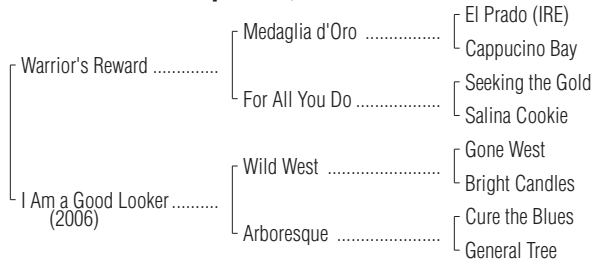 El Prado (IRE)
Medaglia d'Oro ..................
Cappucino Bay
Warrior's Reward ..............
Seeking the Gold
For All You Do ....................
Salina Cookie
Gone West
Wild West ........................
Bright Candles
I Am a Good Looker ..........
(2006)
Cure the Blues
Arboresque ......................
General Tree